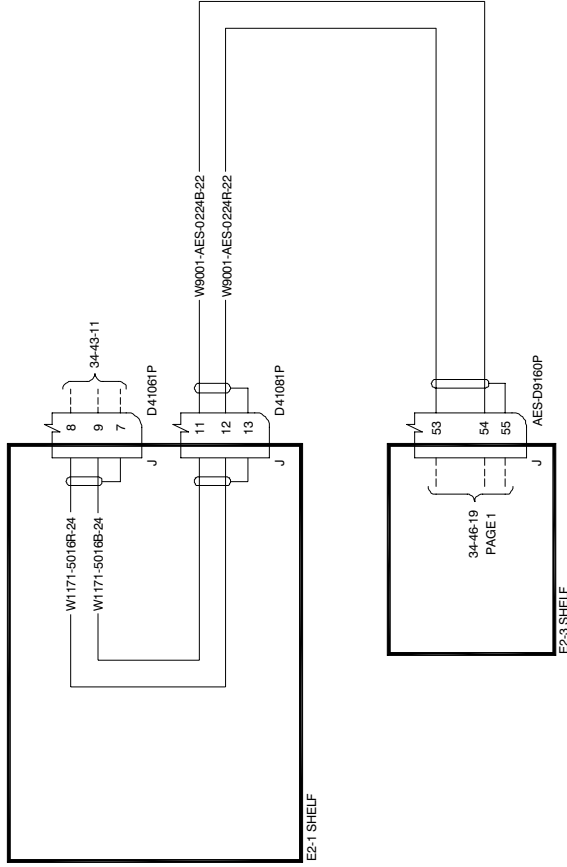 34-43-11
8
9
7
D41061P
J
W1171-5016R-24
W1171-5016B-24
W9001-AES-0224B-22
W9001-AES-0224R-22
11
12
13
D41081P
J
E2-1 SHELF
53
54
55
AES-D9160P
J
34-46-19
PAGE 1
E2-3 SHELF